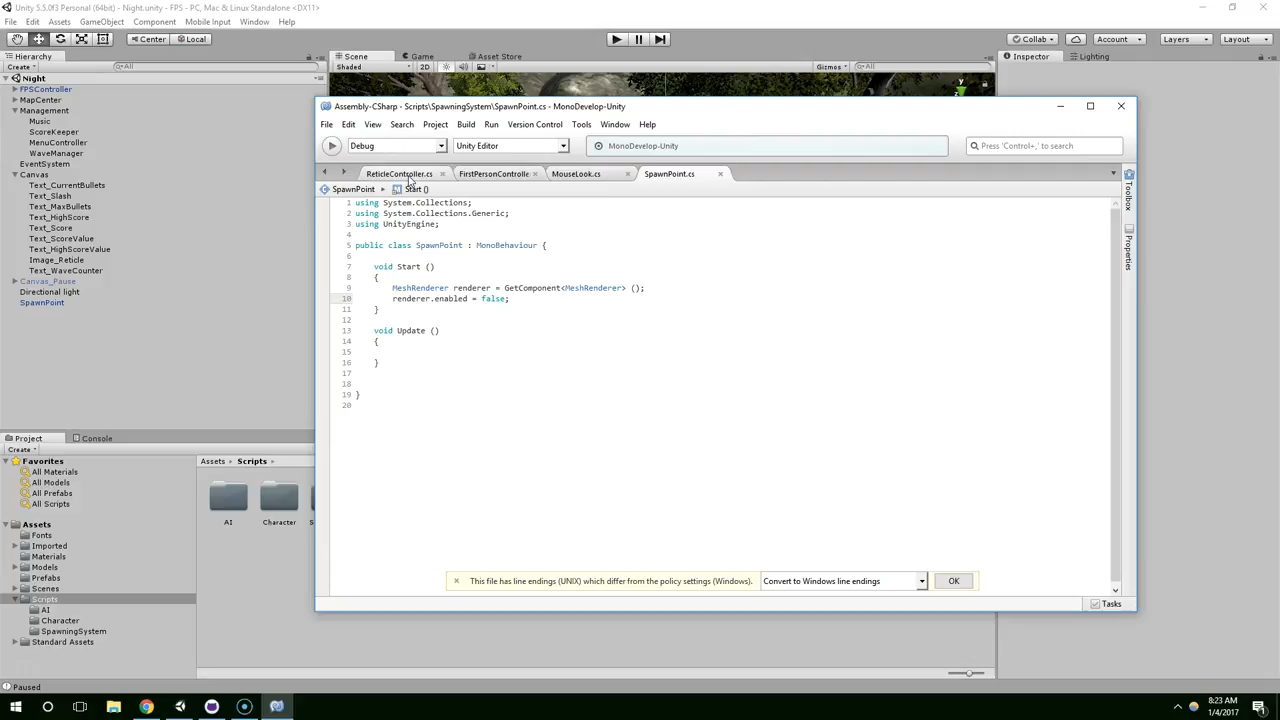 Unity 5.5.0f3 Personal (64bit) - Night.unity - FPS - PC, Mac & Linux Standalone <DX11>
File Edit Assets GameObject Component Mobile Input Window Help
Center Local Collab Account Layers Layout
Hierarchy Scene Game Asset Store Inspector Lighting
Create All Shaded 2D Gizmos All
Night
FPSController
MapCenter
Management
Music
ScoreKeeper
MenuController
WaveManager
EventSystem
Canvas
Text_CurrentBullets
Text_Slash
Text_MaxBullets
Text_HighScore
Text_Score
Text_ScoreValue
Text_HighScoreValue
Image_Reticle
Text_WaveCounter
Canvas_Pause
Directional light
SpawnPoint
y
Assembly-CSharp - Scripts\SpawningSystem\SpawnPoint.cs - MonoDevelop-Unity
File Edit View Search Project Build Run Version Control Tools Window Help
Debug Unity Editor MonoDevelop-Unity Press 'Control+,' to search
ReticleController.cs FirstPersonControlle MouseLook.cs SpawnPoint.cs
SpawnPoint Start ()
Toolbox
Properties
1 using System.Collections;
2 using System.Collections.Generic;
3 using UnityEngine;
4
5 public class SpawnPoint : MonoBehaviour {
6
7 void Start ()
8 {
9 MeshRenderer renderer = GetComponent<MeshRenderer> ();
10 renderer.enabled = false;
11 }
12
13 void Update ()
14 {
15
16 }
17
18
19 }
20
This file has line endings (UNIX) which differ from the policy settings (Windows). Convert to Windows line endings OK
Tasks
Project Console
Create
Favorites
All Materials
All Models
All Prefabs
All Scripts
Assets
Fonts
Imported
Materials
Models
Prefabs
Scenes
Scripts
AI
Character
SpawningSystem
Standard Assets
Assets Scripts
AI Character
Paused
8:23 AM
1/4/2017